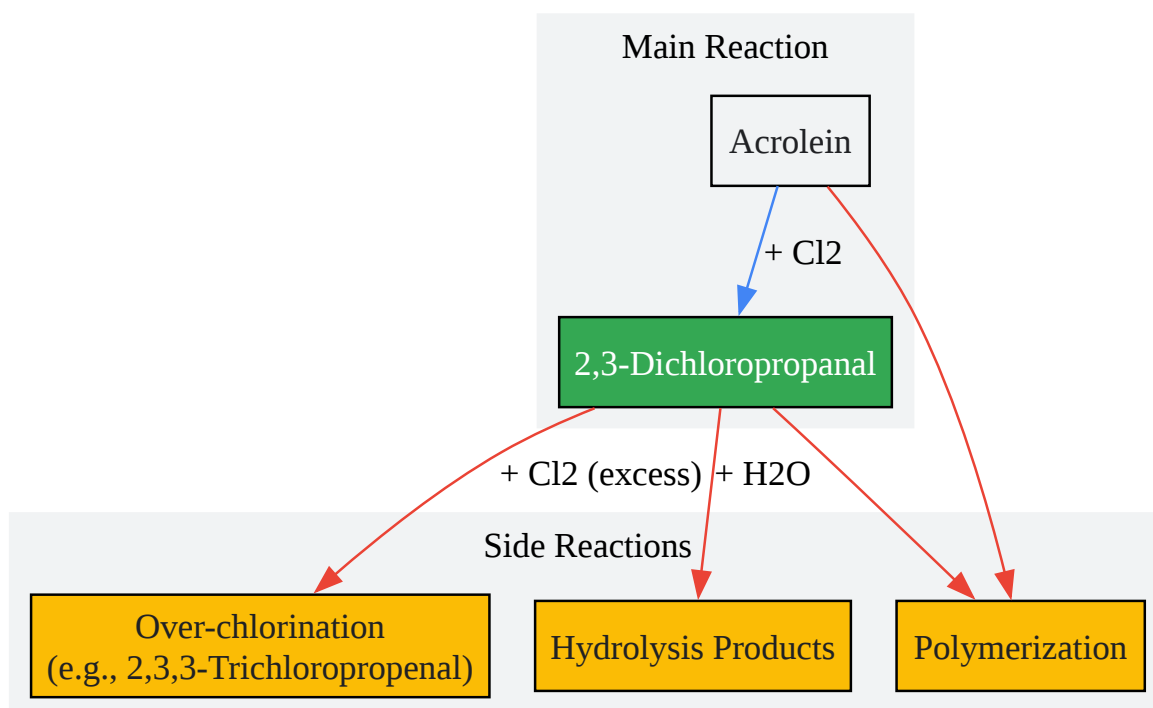 Main Reaction
Acrolein
+ Cl2
2,3-Dichloropropanal
+ Cl2 (excess)
+ H2O
Side Reactions
Over-chlorination
(e.g., 2,3,3-Trichloropropenal)
Hydrolysis Products
Polymerization